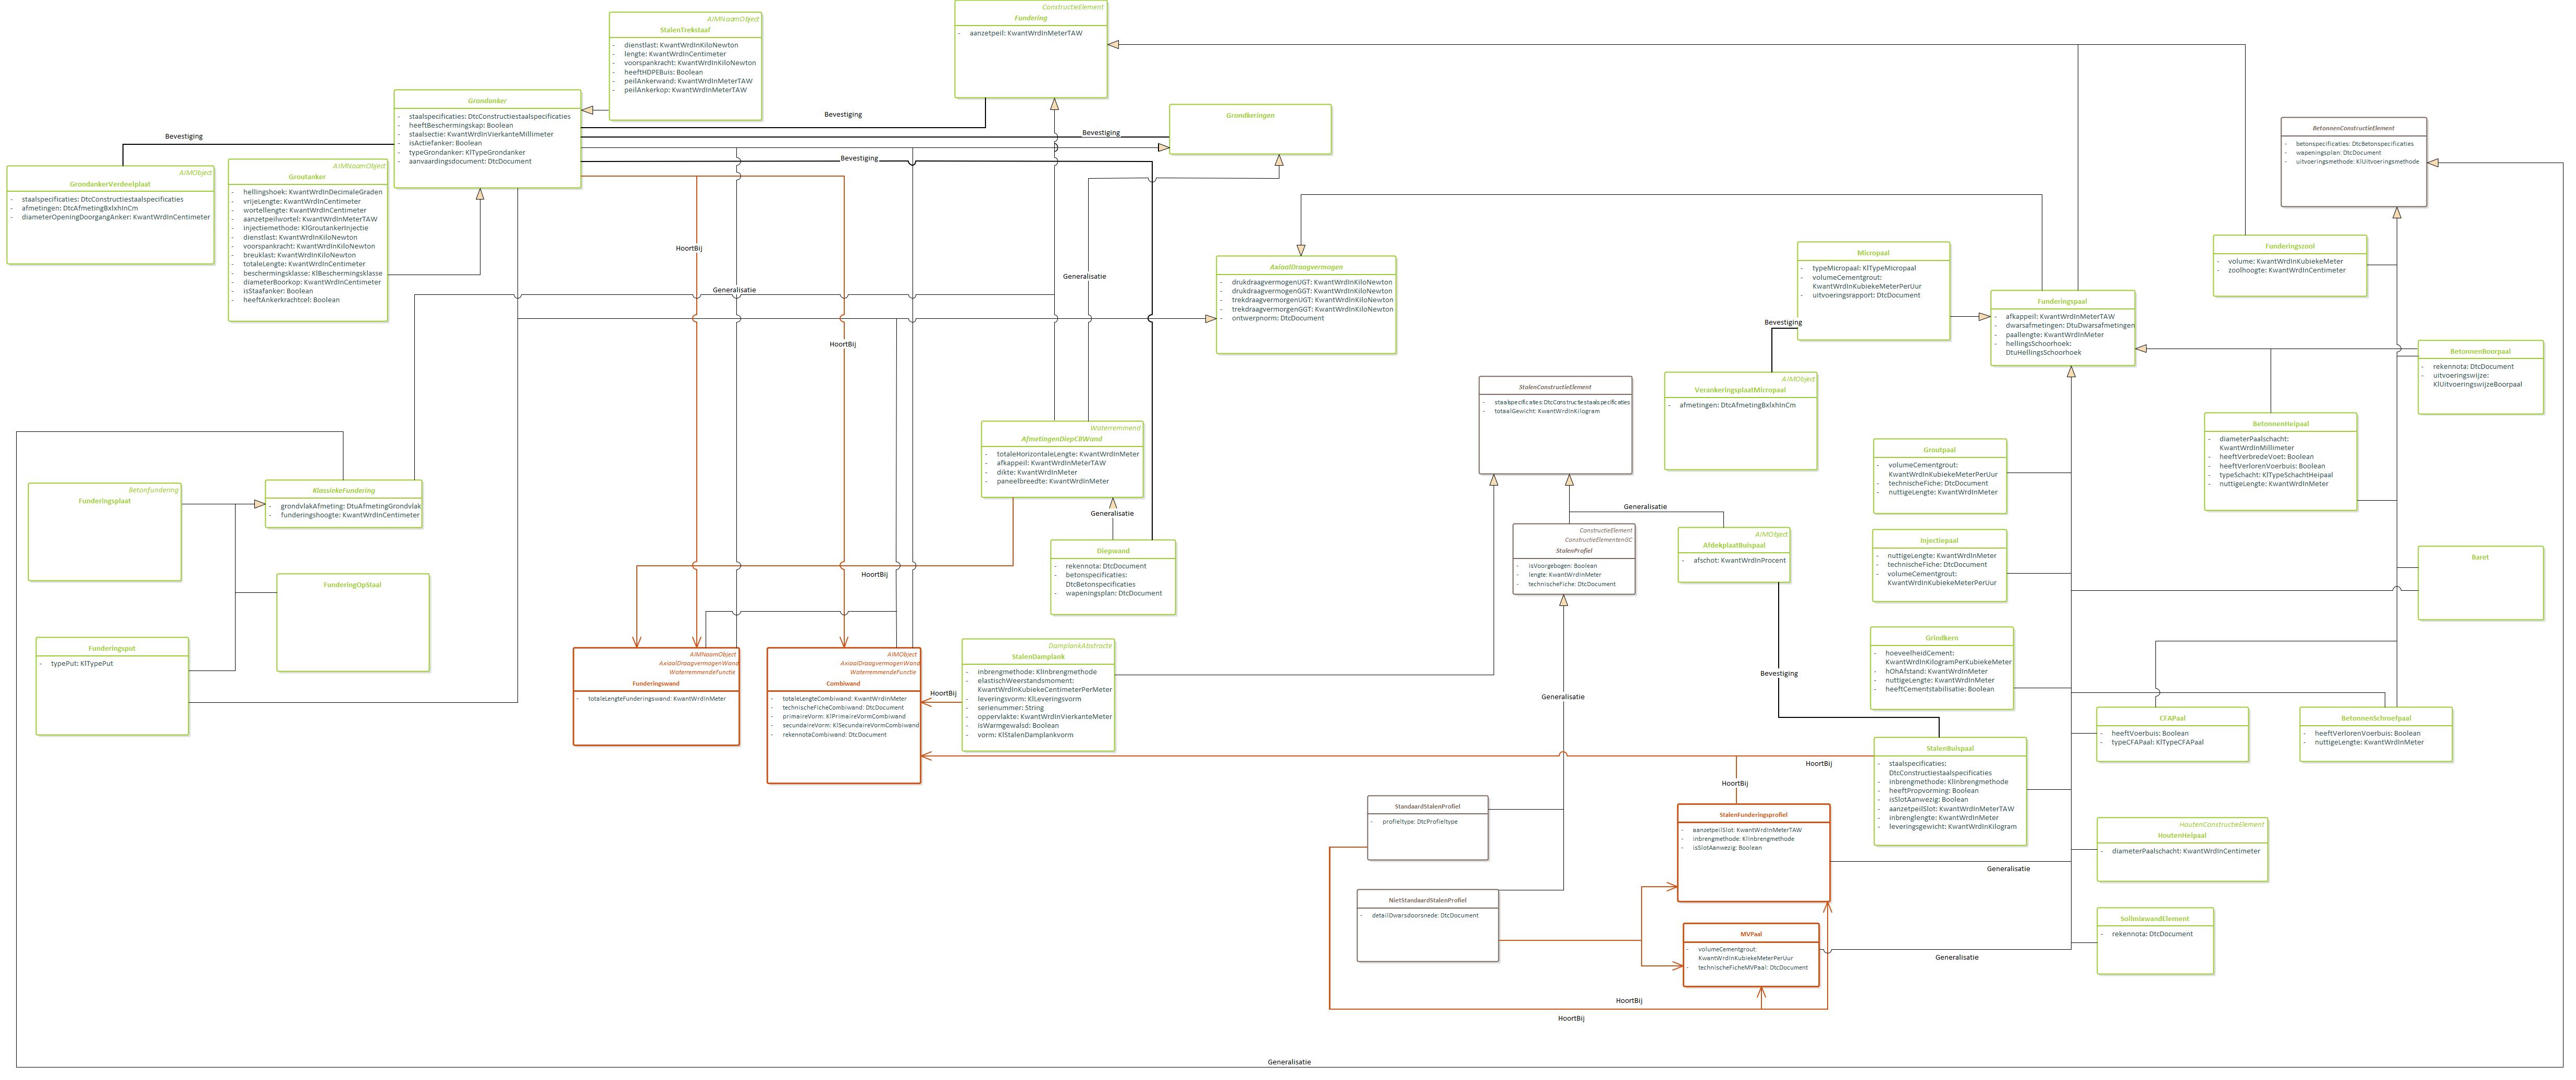 AIMNaamObject
StalenTrekstaaf
- dienstlast: KwantWrdInKiloNewton
- lengte: KwantWrdInCentimeter
- voorspankracht: KwantWrdInKiloNewton
- heeftHDPEBuis: Boolean
- peilAnkerwand: KwantWrdInMeterTAW
- peilAnkerkop: KwantWrdInMeterTAW
ConstructieElement
Fundering
- aanzetpeil: KwantWrdInMeterTAW
Grondanker
- staalspecificaties: DtcConstructiestaalspecificaties
- heeftBeschermingskap: Boolean
- staalsectie: KwantWrdInVierkanteMillimeter
- isActiefanker: Boolean
- typeGrondanker: KlTypeGrondanker
- aanvaardingsdocument: DtcDocument
Bevestiging
Bevestiging
Bevestiging
Bevestiging
Grondkeringen
BetonnenConstructieElement
- betonspecificaties: DtcBetonspecificaties
- wapeningsplan: DtcDocument
- uitvoeringsmethode: KlUitvoeringsmethode
AIMObject
GrondankerVerdeelplaat
- staalspecificaties: DtcConstructiestaalspecificaties
- afmetingen: DtcAfmetingBxlxhInCm
- diameterOpeningDoorgangAnker: KwantWrdInCentimeter
AIMNaamObject
Groutanker
- hellingshoek: KwantWrdInDecimaleGraden
- vrijeLengte: KwantWrdInCentimeter
- wortellengte: KwantWrdInCentimeter
- aanzetpeilwortel: KwantWrdInMeterTAW
- injectiemethode: KlGroutankerInjectie
- dienstlast: KwantWrdInKiloNewton
- voorspankracht: KwantWrdInKiloNewton
- breuklast: KwantWrdInKiloNewton
- totaleLengte: KwantWrdInCentimeter
- beschermingsklasse: KlBeschermingsklasse
- diameterBoorkop: KwantWrdInCentimeter
- isStaafanker: Boolean
- heeftAnkerkrachtcel: Boolean
HoortBij
HoortBij
Generalisatie
Generalisatie
AxiaalDraagvermogen
- drukdraagvermogenUGT: KwantWrdInKiloNewton
- drukdraagvermogenGGT: KwantWrdInKiloNewton
- trekdraagvermorgenUGT: KwantWrdInKiloNewton
- trekdraagvermorgenGGT: KwantWrdInKiloNewton
- ontwerpnorm: DtcDocument
Micropaal
- typeMicropaal: KlTypeMicropaal
- volumeCementgrout:
KwantWrdInKubiekeMeterPerUur
- uitvoeringsrapport: DtcDocument
Bevestiging
Funderingszool
- volume: KwantWrdInKubiekeMeter
- zoolhoogte: KwantWrdInCentimeter
Funderingspaal
- afkappeil: KwantWrdInMeterTAW
- dwarsafmetingen: DtuDwarsafmetingen
- paallengte: KwantWrdInMeter
- hellingsSchoorhoek:
DtuHellingsSchoorhoek
BetonnenBoorpaal
- rekennota: DtcDocument
- uitvoeringswijze:
KlUitvoeringswijzeBoorpaal
StalenConstructieElement
- staalspecificaties:DtcConstructiestaalspecificaties
- totaalGewicht: KwantWrdInKilogram
AIMObject
VerankeringsplaatMicropaal
- afmetingen: DtcAfmetingBxlxhInCm
BetonnenHeipaal
- diameterPaalschacht:
KwantWrdInMillimeter
- heeftVerbredeVoet: Boolean
- heeftVerlorenVoerbuis: Boolean
- typeSchacht: KlTypeSchachtHeipaal
- nuttigeLengte: KwantWrdInMeter
Waterremmend
AfmetingenDiepCBWand
- totaleHorizontaleLengte: KwantWrdInMeter
- afkappeil: KwantWrdInMeterTAW
- dikte: KwantWrdInMeter
- paneelbreedte: KwantWrdInMeter
Generalisatie
Groutpaal
- volumeCementgrout:
KwantWrdInKubiekeMeterPerUur
- technischeFiche: DtcDocument
- nuttigeLengte: KwantWrdInMeter
Betonfundering
Funderingsplaat
KlassiekeFundering
- grondvlakAfmeting: DtuAfmetingGrondvlak
- funderingshoogte: KwantWrdInCentimeter
Generalisatie
ConstructieElement
ConstructieElementenGC
StalenProfiel
- isVoorgebogen: Boolean
- lengte: KwantWrdInMeter
- technischeFiche: DtcDocument
AIMObject
AfdekplaatBuispaal
- afschot: KwantWrdInProcent
Injectiepaal
- nuttigeLengte: KwantWrdInMeter
- technischeFiche: DtcDocument
- volumeCementgrout:
KwantWrdInKubiekeMeterPerUur
Diepwand
- rekennota: DtcDocument
- betonspecificaties:
DtcBetonspecificaties
- wapeningsplan: DtcDocument
HoortBij
Baret
FunderingOpStaal
Funderingsput
- typePut: KlTypePut
Grindkern
- hoeveelheidCement:
KwantWrdInKilogramPerKubiekeMeter
- hOhAfstand: KwantWrdInMeter
- nuttigeLengte: KwantWrdInMeter
- heeftCementstabilisatie: Boolean
AIMNaamObject
AxiaalDraagvermogenWand
WaterremmendeFunctie
Funderingswand
- totaleLengteFunderingswand: KwantWrdInMeter
AIMObject
AxiaalDraagvermogenWand
WaterremmendeFunctie
Combiwand
- totaleLengteCombiwand: KwantWrdInMeter
- technischeFicheCombiwand: DtcDocument
- primaireVorm: KlPrimaireVormCombiwand
- secundaireVorm: KlSecundaireVormCombiwand
- rekennotaCombiwand: DtcDocument
HoortBij
DamplankAbstracte
StalenDamplank
- inbrengmethode: KlInbrengmethode
- elastischWeerstandsmoment:
KwantWrdInKubiekeCentimeterPerMeter
- leveringsvorm: KlLeveringsvorm
- serienummer: String
- oppervlakte: KwantWrdInVierkanteMeter
- isWarmgewalsd: Boolean
- vorm: KlStalenDamplankvorm
Generalisatie
Bevestiging
CFAPaal
- heeftVoerbuis: Boolean
- typeCFAPaal: KlTypeCFAPaal
BetonnenSchroefpaal
- heeftVerlorenVoerbuis: Boolean
- nuttigeLengte: KwantWrdInMeter
StalenBuispaal
- staalspecificaties:
DtcConstructiestaalspecificaties
- inbrengmethode: KlInbrengmethode
- heeftPropvorming: Boolean
- isSlotAanwezig: Boolean
- aanzetpeilSlot: KwantWrdInMeterTAW
- inbrenglengte: KwantWrdInMeter
- leveringsgewicht: KwantWrdInKilogram
HoortBij
HoortBij
StandaardStalenProfiel
- profieltype: DtcProfieltype
StalenFunderingsprofiel
- aanzetpeilSlot: KwantWrdInMeterTAW
- inbrengmethode: KlInbrengmethode
- isSlotAanwezig: Boolean
HoutenConstructieElement
HoutenHeipaal
- diameterPaalschacht: KwantWrdInCentimeter
Generalisatie
NietStandaardStalenProfiel
- detailDwarsdoorsnede: DtcDocument
SoilmixwandElement
- rekennota: DtcDocument
MVPaal
- volumeCementgrout:
KwantWrdInKubiekeMeterPerUur
- technischeFicheMVPaal: DtcDocument
Generalisatie
HoortBij
HoortBij
Generalisatie